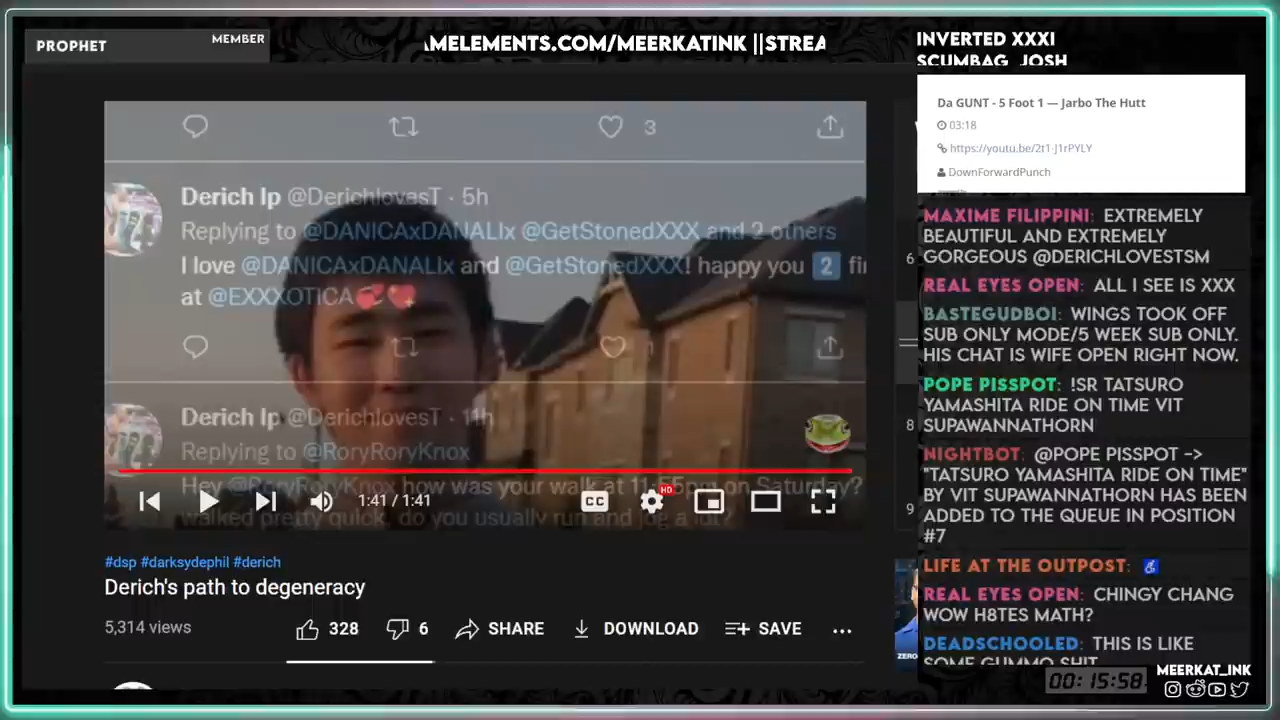 PROPHET
MEMBER
AMELEMENTS.COM/MEERKATINK ||STREA
INVERTED XXXI
SCUMBAG_JOSH
3
Derich Ip @DerichlovesT · 5h
Replying to @DANICAxDANALIx @GetStonedXXX and 2 others
I love @DANICAxDANALIx and @GetStonedXXX! happy you 2 fi
at @EXXXOTICA💞💖
Derich Ip @DerichlovesT · 11h
Replying to @RoryRoryKnox
Hey @RoryRoryKnox how was your walk at 11:55pm on Saturday?
walked pretty quick, do you usually run and jog a lot?
1:41 / 1:41
CC
HD
#dsp #darksydephil #derich
Derich's path to degeneracy
5,314 views
328
6
SHARE
DOWNLOAD
SAVE
...
6
8
9
ZERO
Da GUNT - 5 Foot 1 — Jarbo The Hutt
03:18
https://youtu.be/2t1-J1rPYLY
DownForwardPunch
MAXIME FILIPPINI: EXTREMELY
BEAUTIFUL AND EXTREMELY
GORGEOUS @DERICHLOVESTSM
REAL EYES OPEN: ALL I SEE IS XXX
BASTEGUDBOI: WINGS TOOK OFF
SUB ONLY MODE/5 WEEK SUB ONLY.
HIS CHAT IS WIFE OPEN RIGHT NOW.
POPE PISSPOT: !SR TATSURO
YAMASHITA RIDE ON TIME VIT
SUPAWANNATHORN
NIGHTBOT: @POPE PISSPOT ->
"TATSURO YAMASHITA RIDE ON TIME"
BY VIT SUPAWANNATHORN HAS BEEN
ADDED TO THE QUEUE IN POSITION
#7
LIFE AT THE OUTPOST: ♿
REAL EYES OPEN: CHINGY CHANG
WOW H8TES MATH?
DEADSCHOOLED: THIS IS LIKE
SOME GUMMO SHIT
00:15:58
MEERKAT_INK